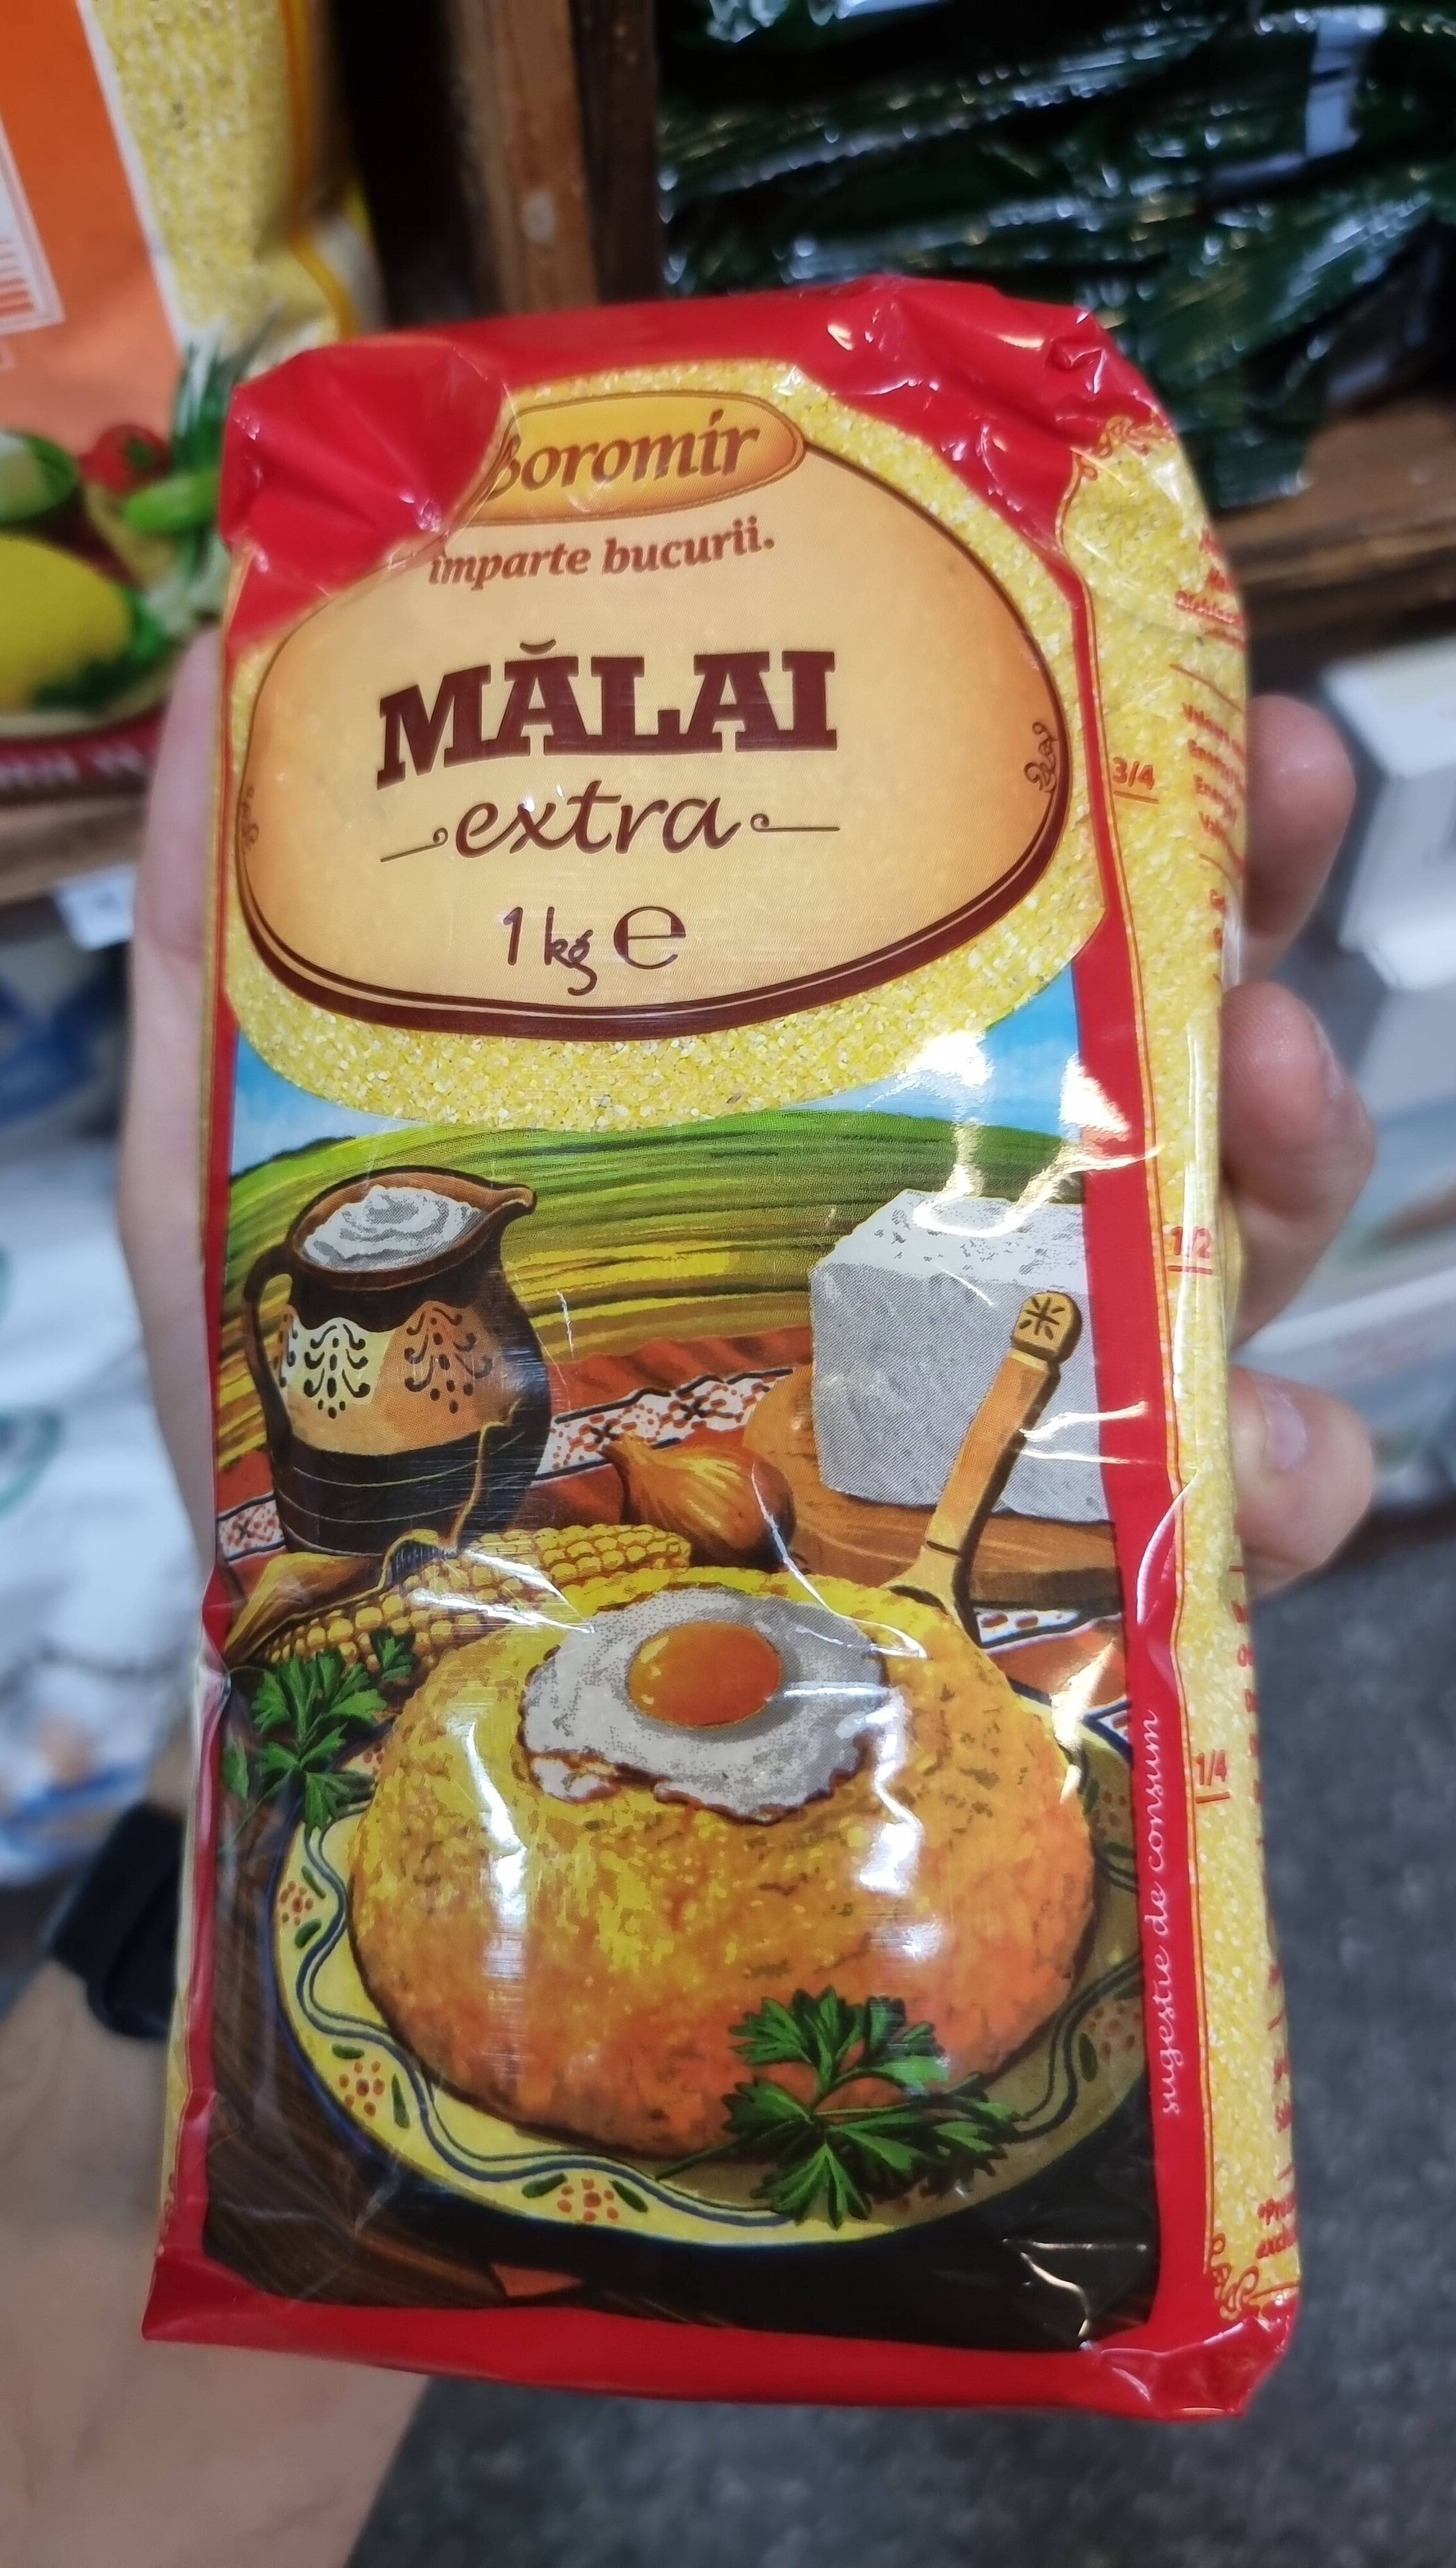 Boromir
împarte bucurii.
MĂLAI
extra
1 kg ℮
3/4
1/2
1/4
sugestie de consum